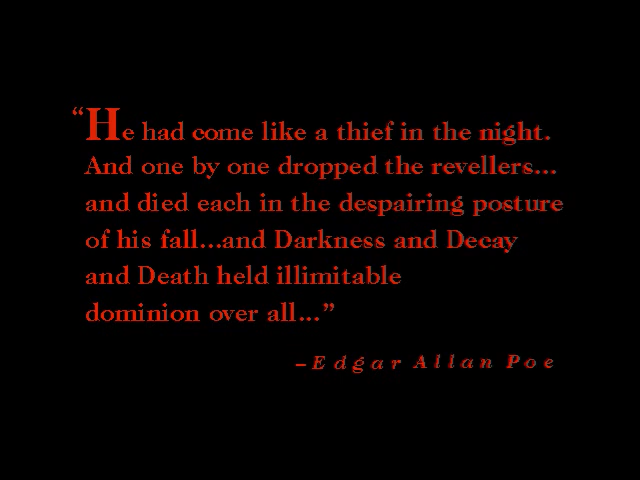 “He had come like a thief in the night.
And one by one dropped the revellers...
and died each in the despairing posture
of his fall...and Darkness and Decay
and Death held illimitable
dominion over all...”
–Edgar Allan Poe